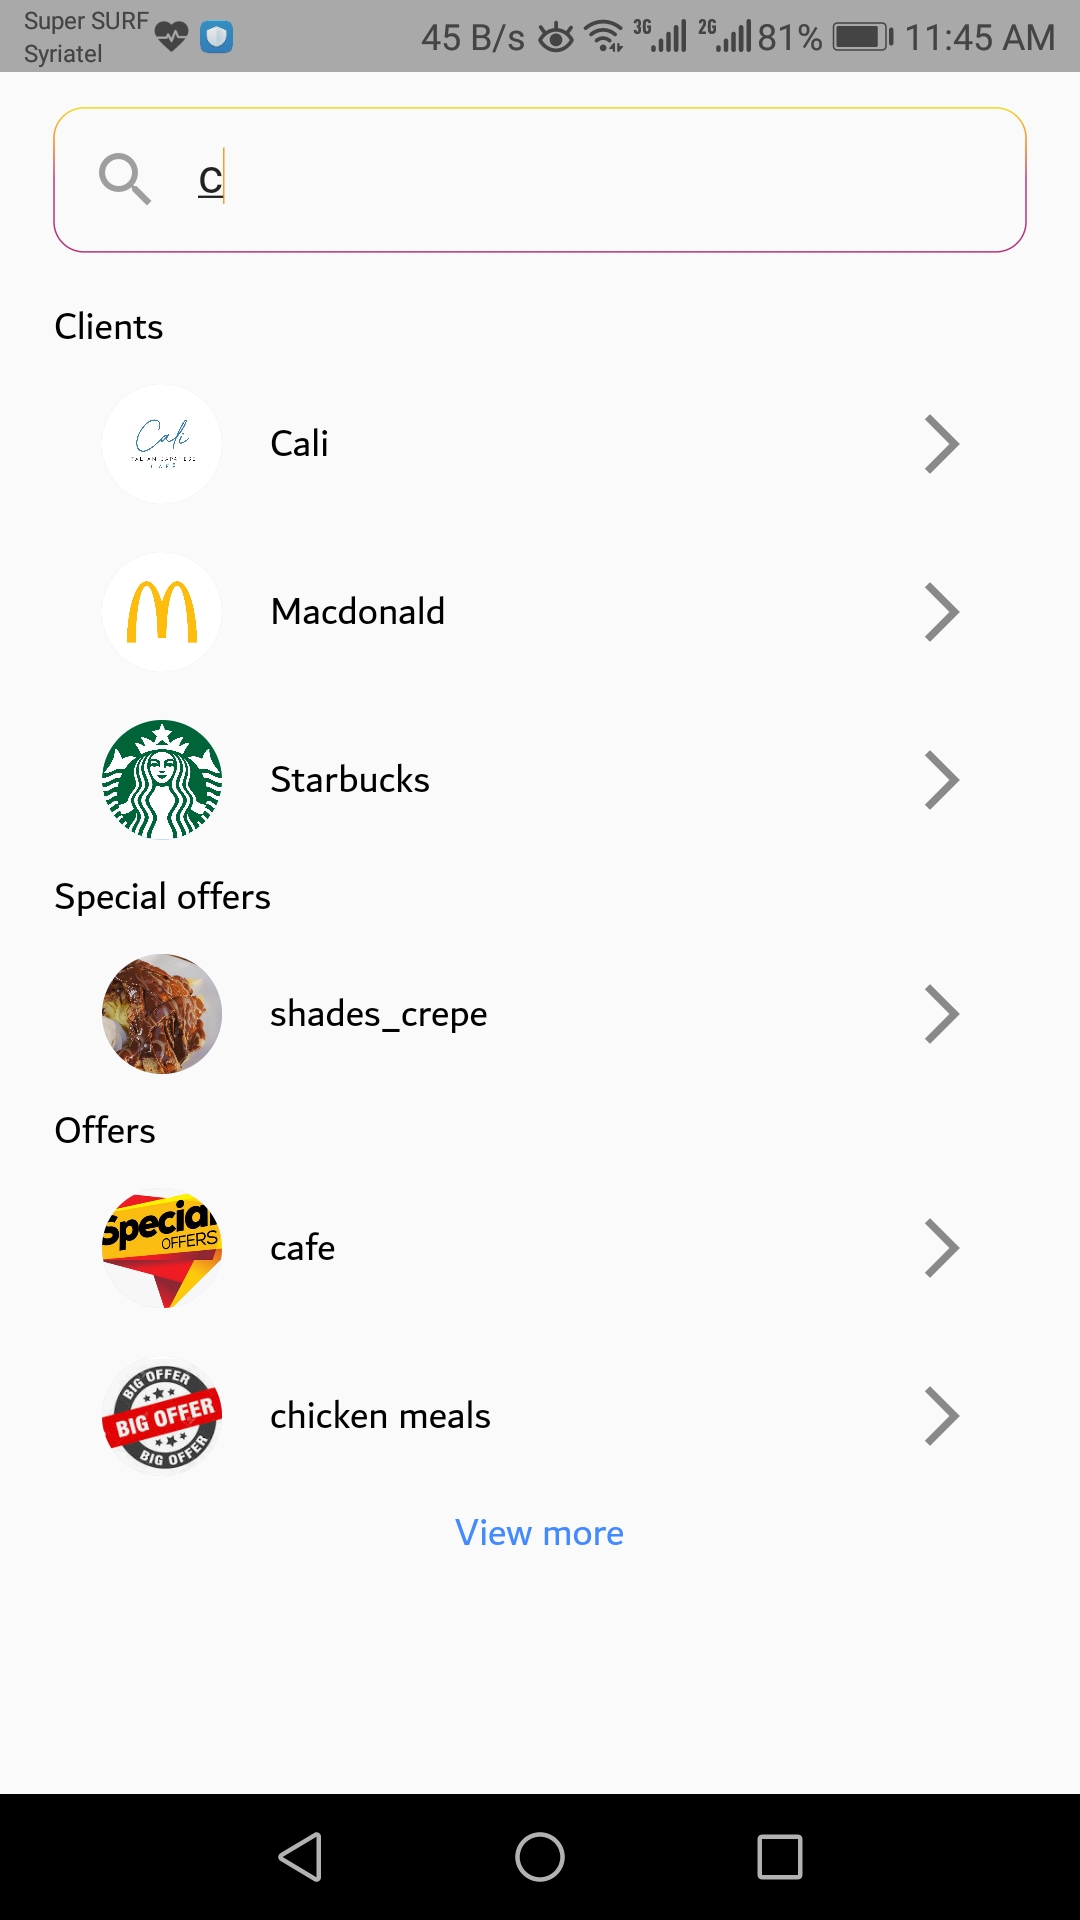 Super SURF
Syriatel
45 B/s 3G 2G 81% 11:45 AM
c
Clients
Cali
Cali
Macdonald
Starbucks
Special offers
shades_crepe
Offers
Special
OFFERS
cafe
BIG OFFER
BIG OFFER
BIG OFFER
chicken meals
View more